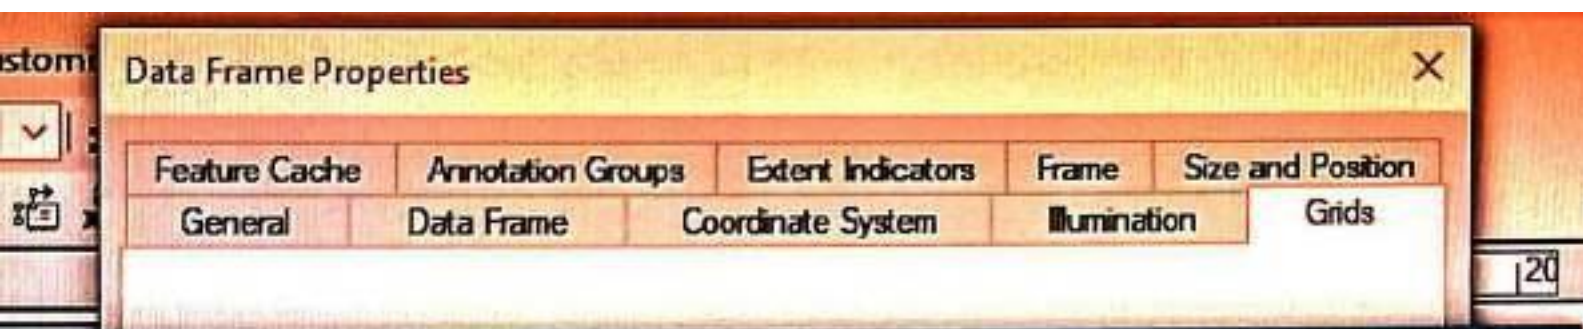 Data Frame Properties
Feature Cache Annotation Groups Extent Indicators Frame Size and Position
General Data Frame Coordinate System Illumination Grids
20